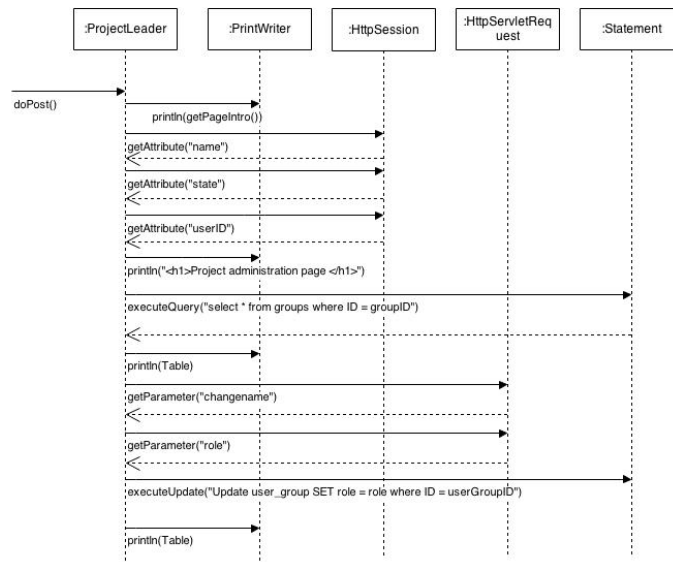 :ProjectLeader
:PrintWriter
:HttpSession
:HttpServletReq
uest
:Statement
doPost()
println(getPageIntro())
getAttribute("name")
getAttribute("state")
getAttribute("userID")
println("<h1>Project administration page </h1>")
executeQuery("select * from groups where ID = groupID")
println(Table)
getParameter("changename")
getParameter("role")
executeUpdate("Update user_group SET role = role where ID = userGroupID")
println(Table)